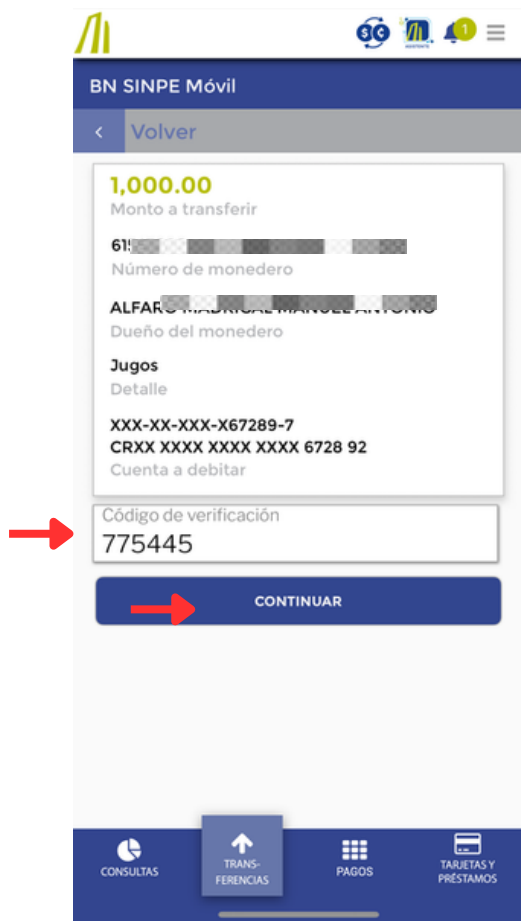 1
BN SINPE Móvil
< Volver
1,000.00
Monto a transferir
Número de monedero
Dueño del monedero
Jugos
Detalle
XXX-XX-XXX-X67289-7
CRXX XXXX XXXX XXXX 6728 92
Cuenta a debitar
Código de verificación
775445
CONTINUAR
CONSULTAS
TRANS-
FERENCIAS
PAGOS
TARJETAS Y
PRÉSTAMOS